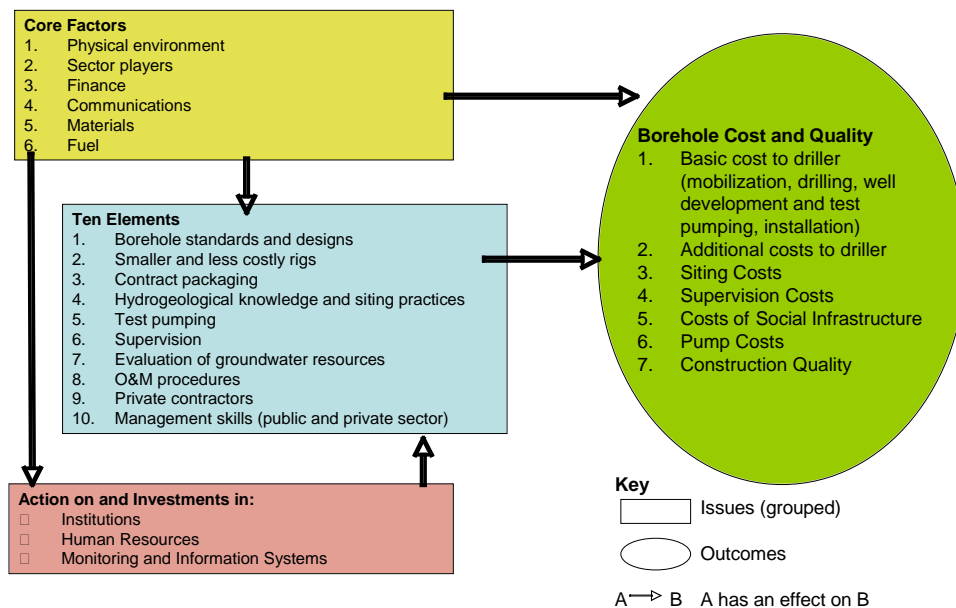 Core Factors
1. Physical environment
2. Sector players
3. Finance
4. Communications
5. Materials
6. Fuel
Ten Elements
1. Borehole standards and designs
2. Smaller and less costly rigs
3. Contract packaging
4. Hydrogeological knowledge and siting practices
5. Test pumping
6. Supervision
7. Evaluation of groundwater resources
8. O&M procedures
9. Private contractors
10. Management skills (public and private sector)
Action on and Investments in:
Institutions
Human Resources
Monitoring and Information Systems
Borehole Cost and Quality
1. Basic cost to driller
(mobilization, drilling, well
development and test
pumping, installation)
2. Additional costs to driller
3. Siting Costs
4. Supervision Costs
5. Costs of Social Infrastructure
6. Pump Costs
7. Construction Quality
Key
Issues (grouped)
Outcomes
A B A has an effect on B